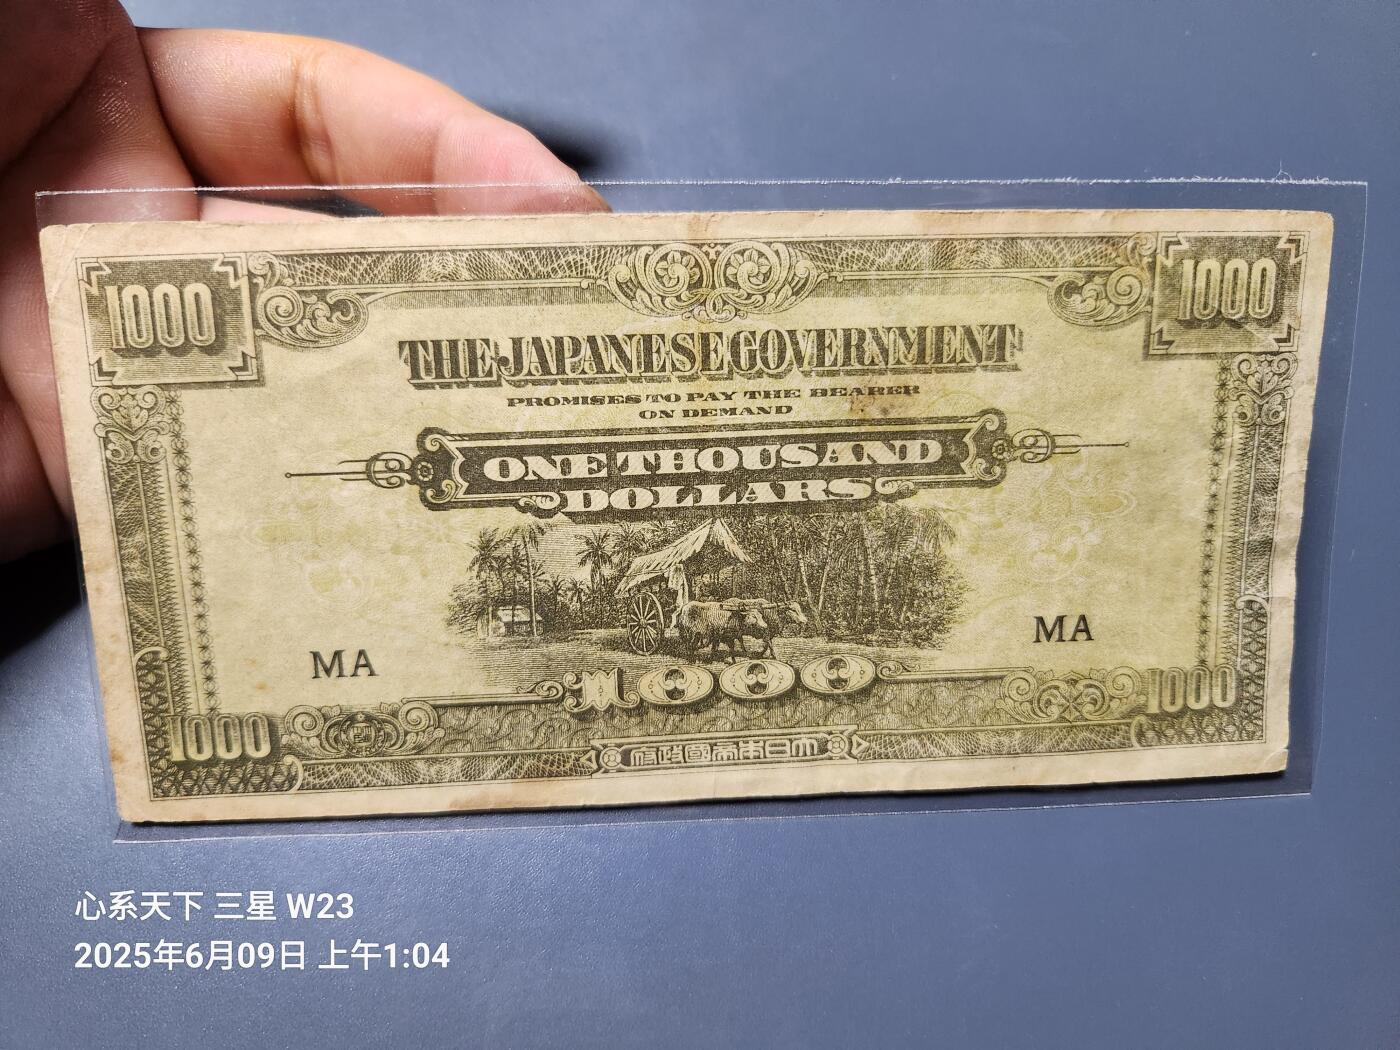 1000 1000
THE JAPANESE GOVERNMENT
PROMISES TO PAY THE BEARER
ON DEMAND
ONE THOUSAND
DOLLARS
MA MA
1000
1000 1000
府政國帝本日大
心系天下 三星 W23
2025年6月09日 上午1:04